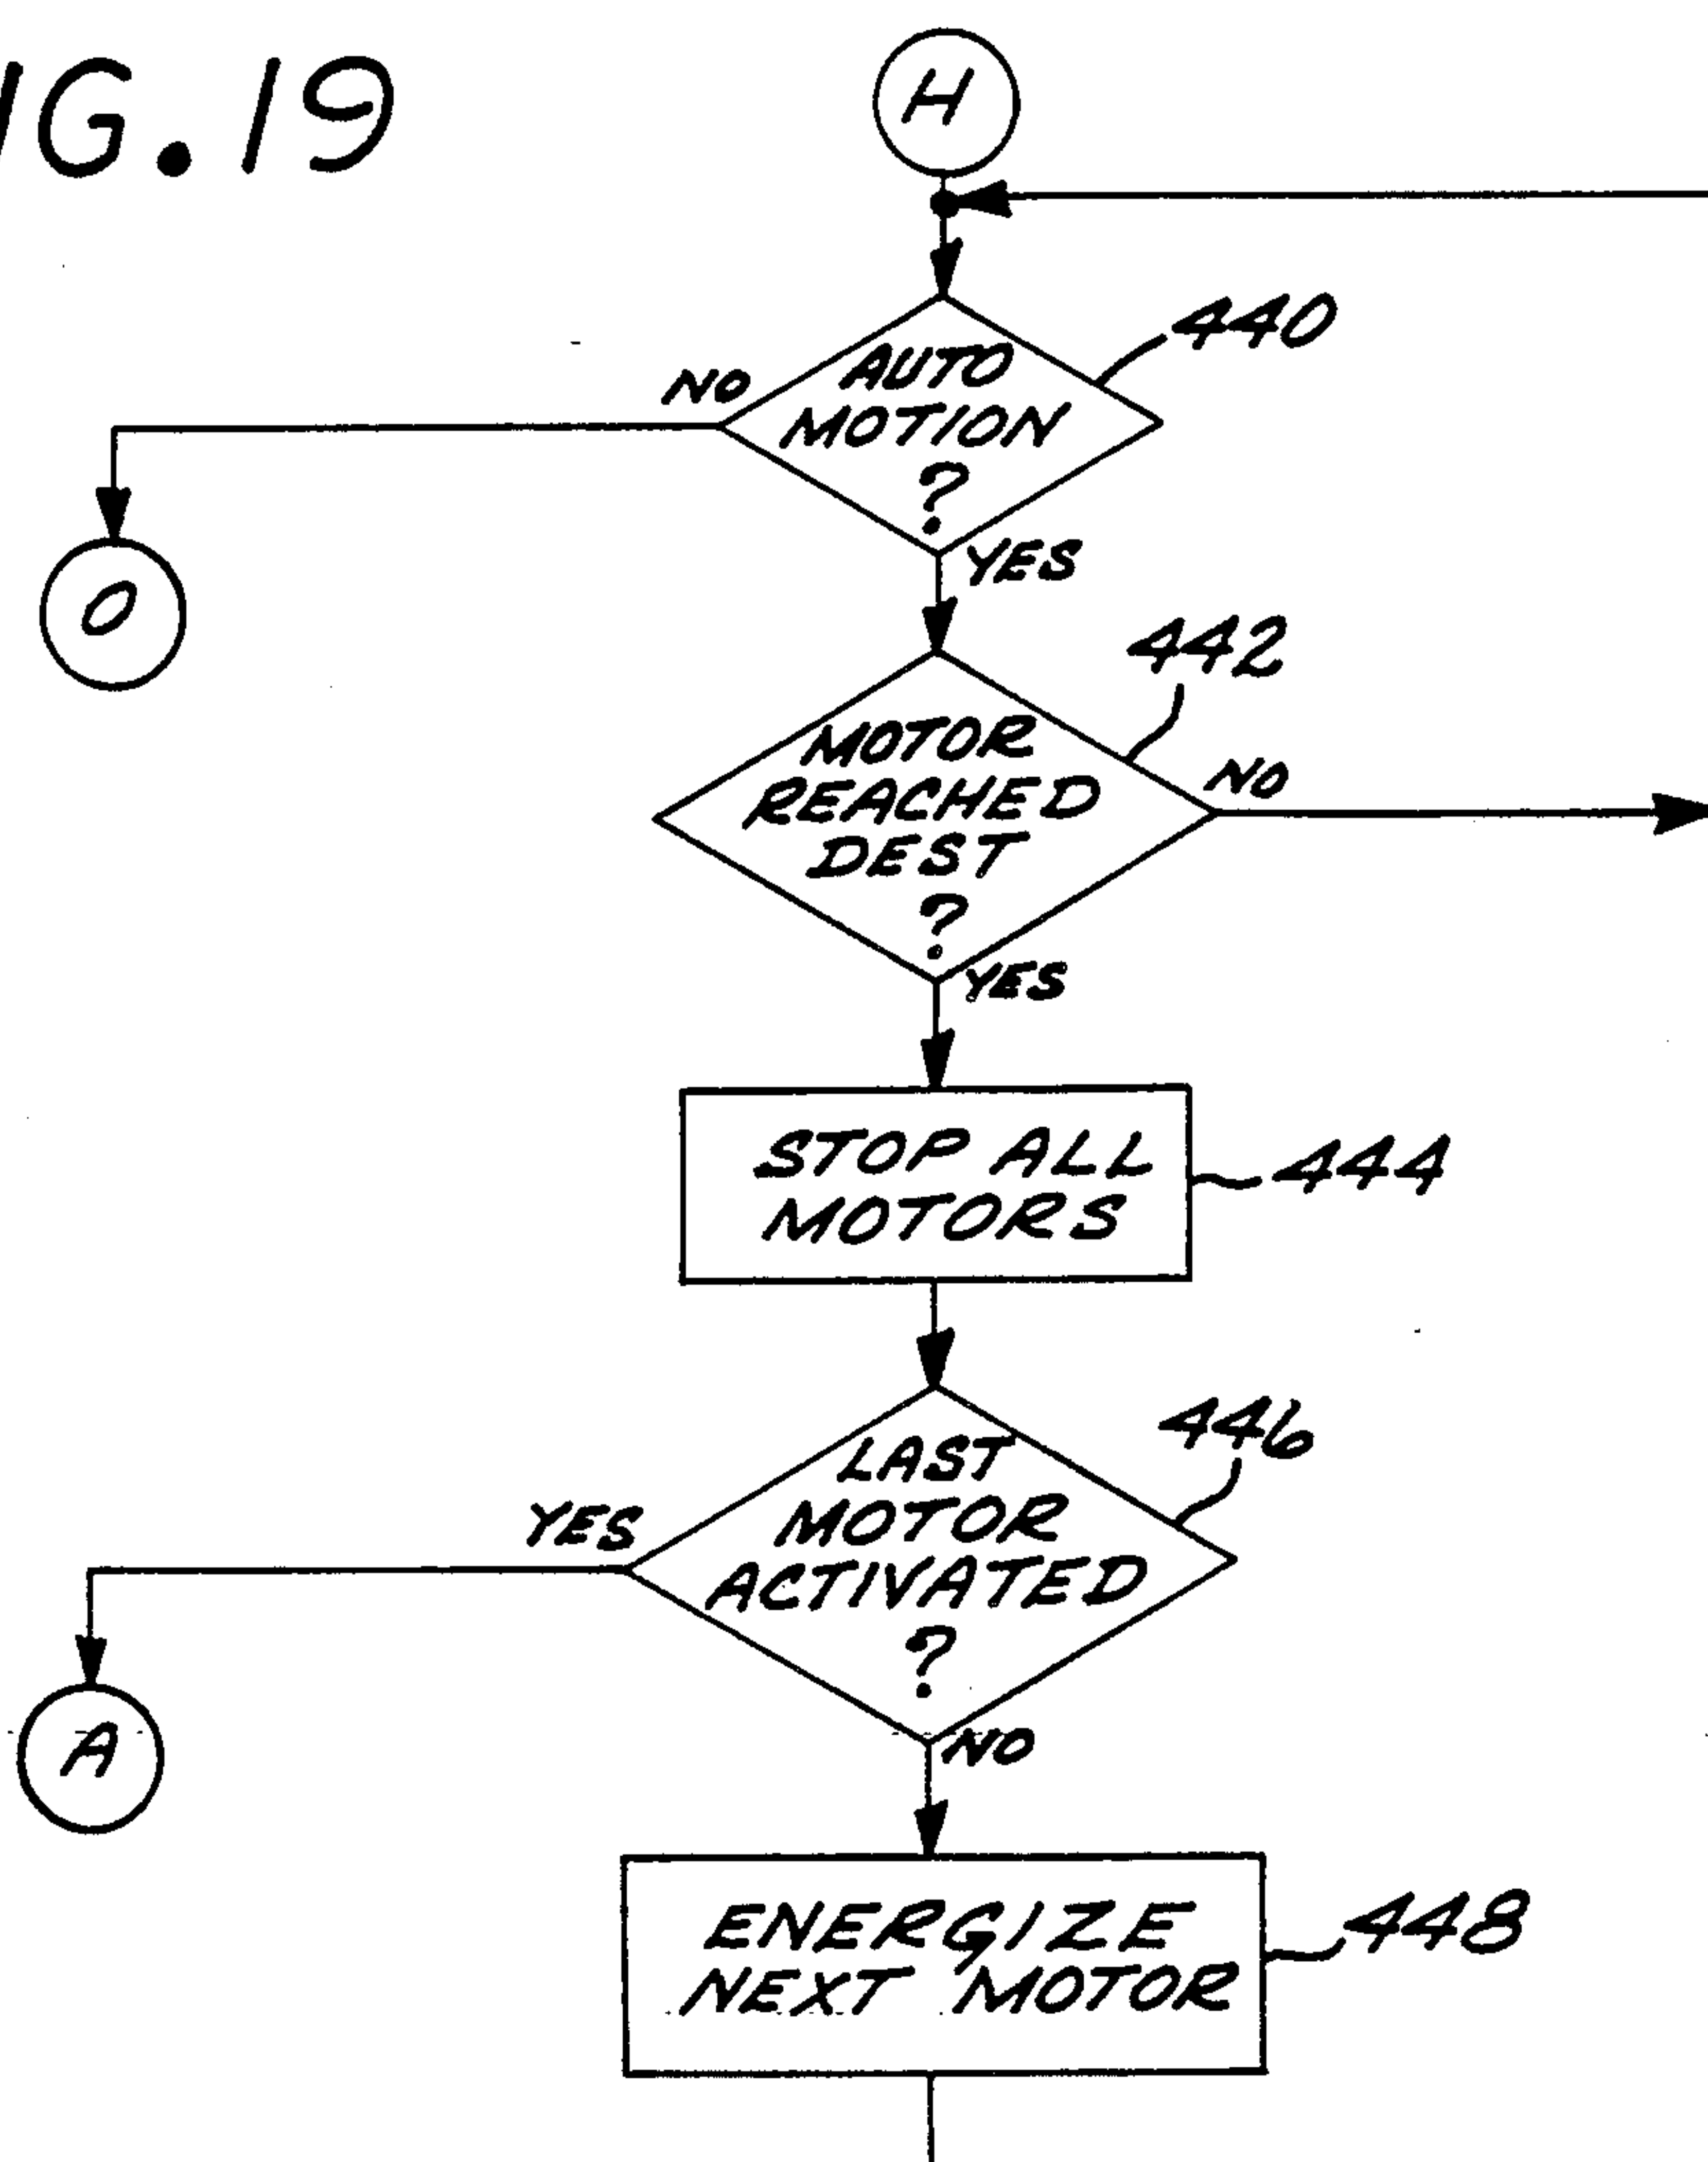 IG. 19
H
440
AUTO
MOTION
?
NO
YES
O
442
MOTOR
REACHED
DEST
?
NO
YES
STOP ALL
MOTORS
444
446
LAST
MOTOR
ACTIVATED
?
YES
NO
A
ENERGIZE
NEXT MOTOR
448